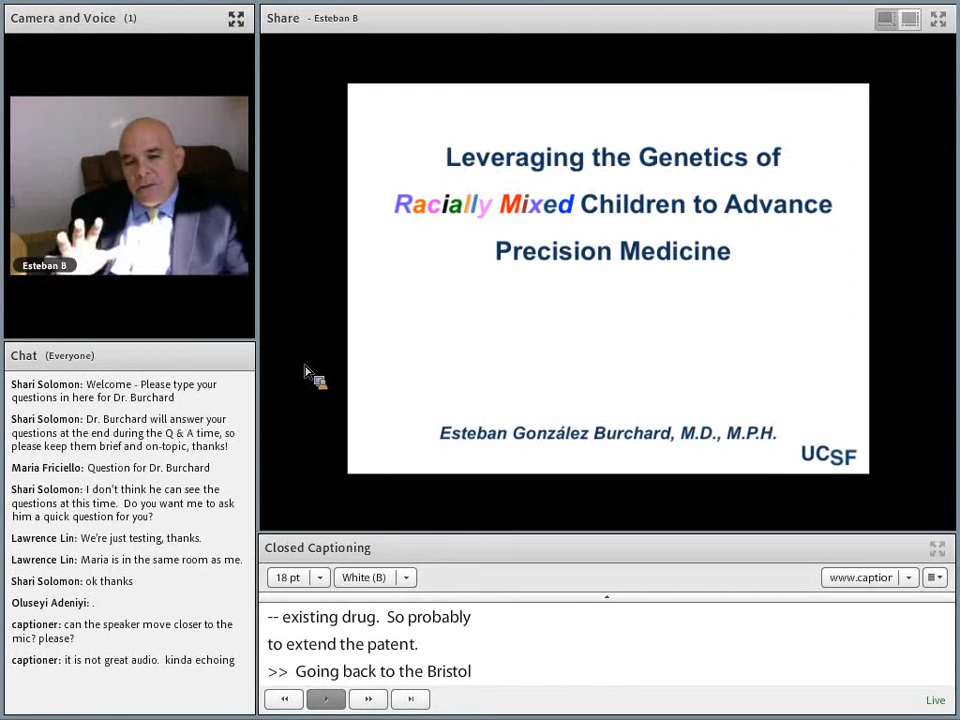 Camera and Voice (1)
Esteban B
Chat (Everyone)
Shari Solomon: Welcome - Please type your
questions in here for Dr. Burchard
Shari Solomon: Dr. Burchard will answer your
questions at the end during the Q & A time, so
please keep them brief and on-topic, thanks!
Maria Friciello: Question for Dr. Burchard
Shari Solomon: I don't think he can see the
questions at this time. Do you want me to ask
him a quick question for you?
Lawrence Lin: We're just testing, thanks.
Lawrence Lin: Maria is in the same room as me.
Shari Solomon: ok thanks
Oluseyi Adeniyi: .
captioner: can the speaker move closer to the
mic? please?
captioner: it is not great audio. kinda echoing
Share - Esteban B
Leveraging the Genetics of
Racially Mixed Children to Advance
Precision Medicine
Esteban González Burchard, M.D., M.P.H.
UCSF
Closed Captioning
18 pt White (B) www.caption
-- existing drug. So probably
to extend the patent.
>> Going back to the Bristol
Live